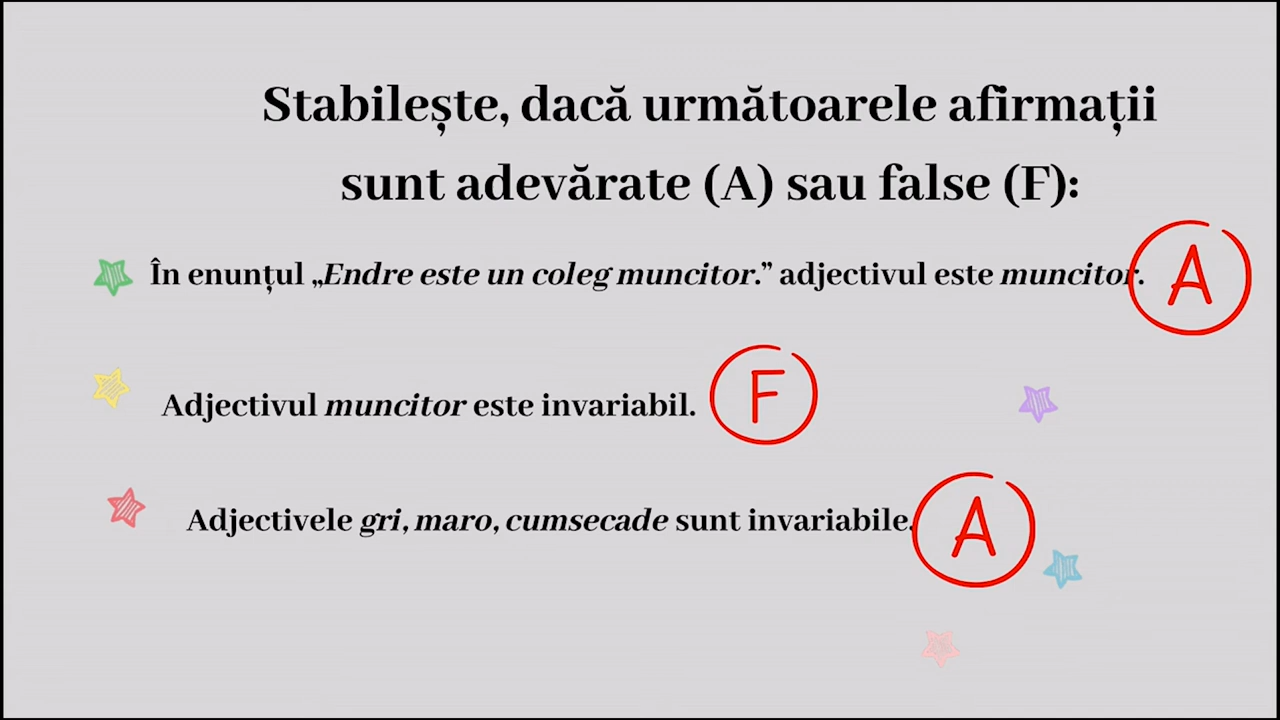 Stabilește, dacă următoarele afirmații
sunt adevărate (A) sau false (F):
În enunțul „Endre este un coleg muncitor.” adjectivul este muncitor. A
Adjectivul muncitor este invariabil. F
Adjectivele gri, maro, cumsecade sunt invariabile. A